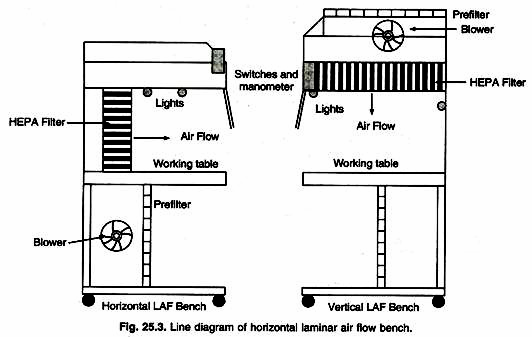 Prefilter
Blower
Switches and
manometer
HEPA Filter
Lights
Lights
HEPA Filter
Air Flow
Air Flow
Working table
Working table
Prefilter
Blower
Horizontal LAF Bench
Vertical LAF Bench
Fig. 25.3. Line diagram of horizontal laminar air flow bench.